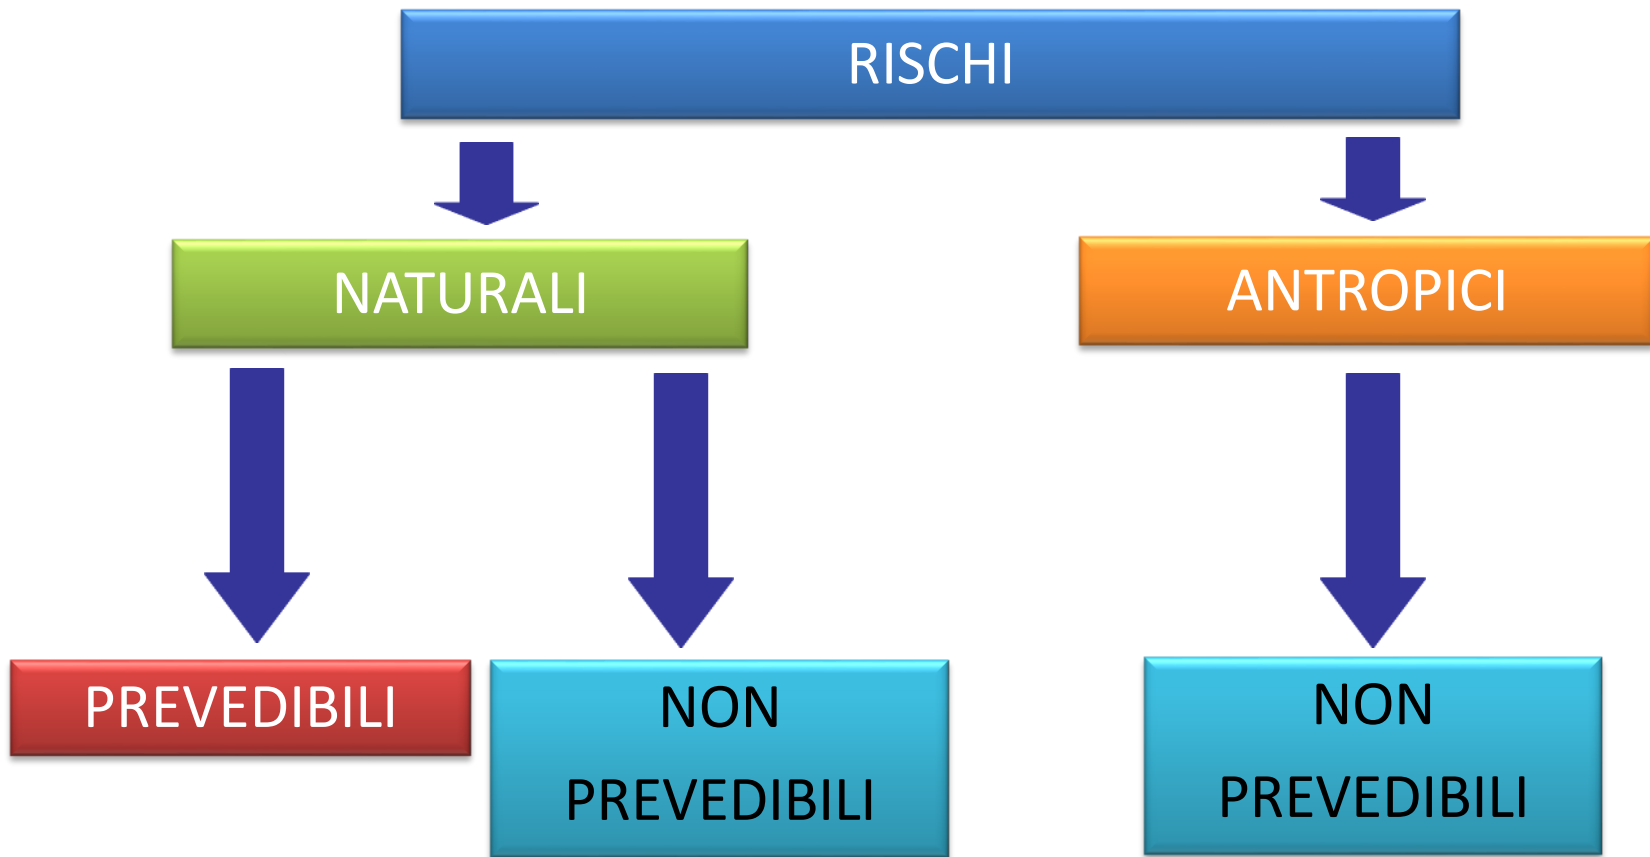 RISCHI
NATURALI
ANTROPICI
PREVEDIBILI
NON
PREVEDIBILI
NON
PREVEDIBILI